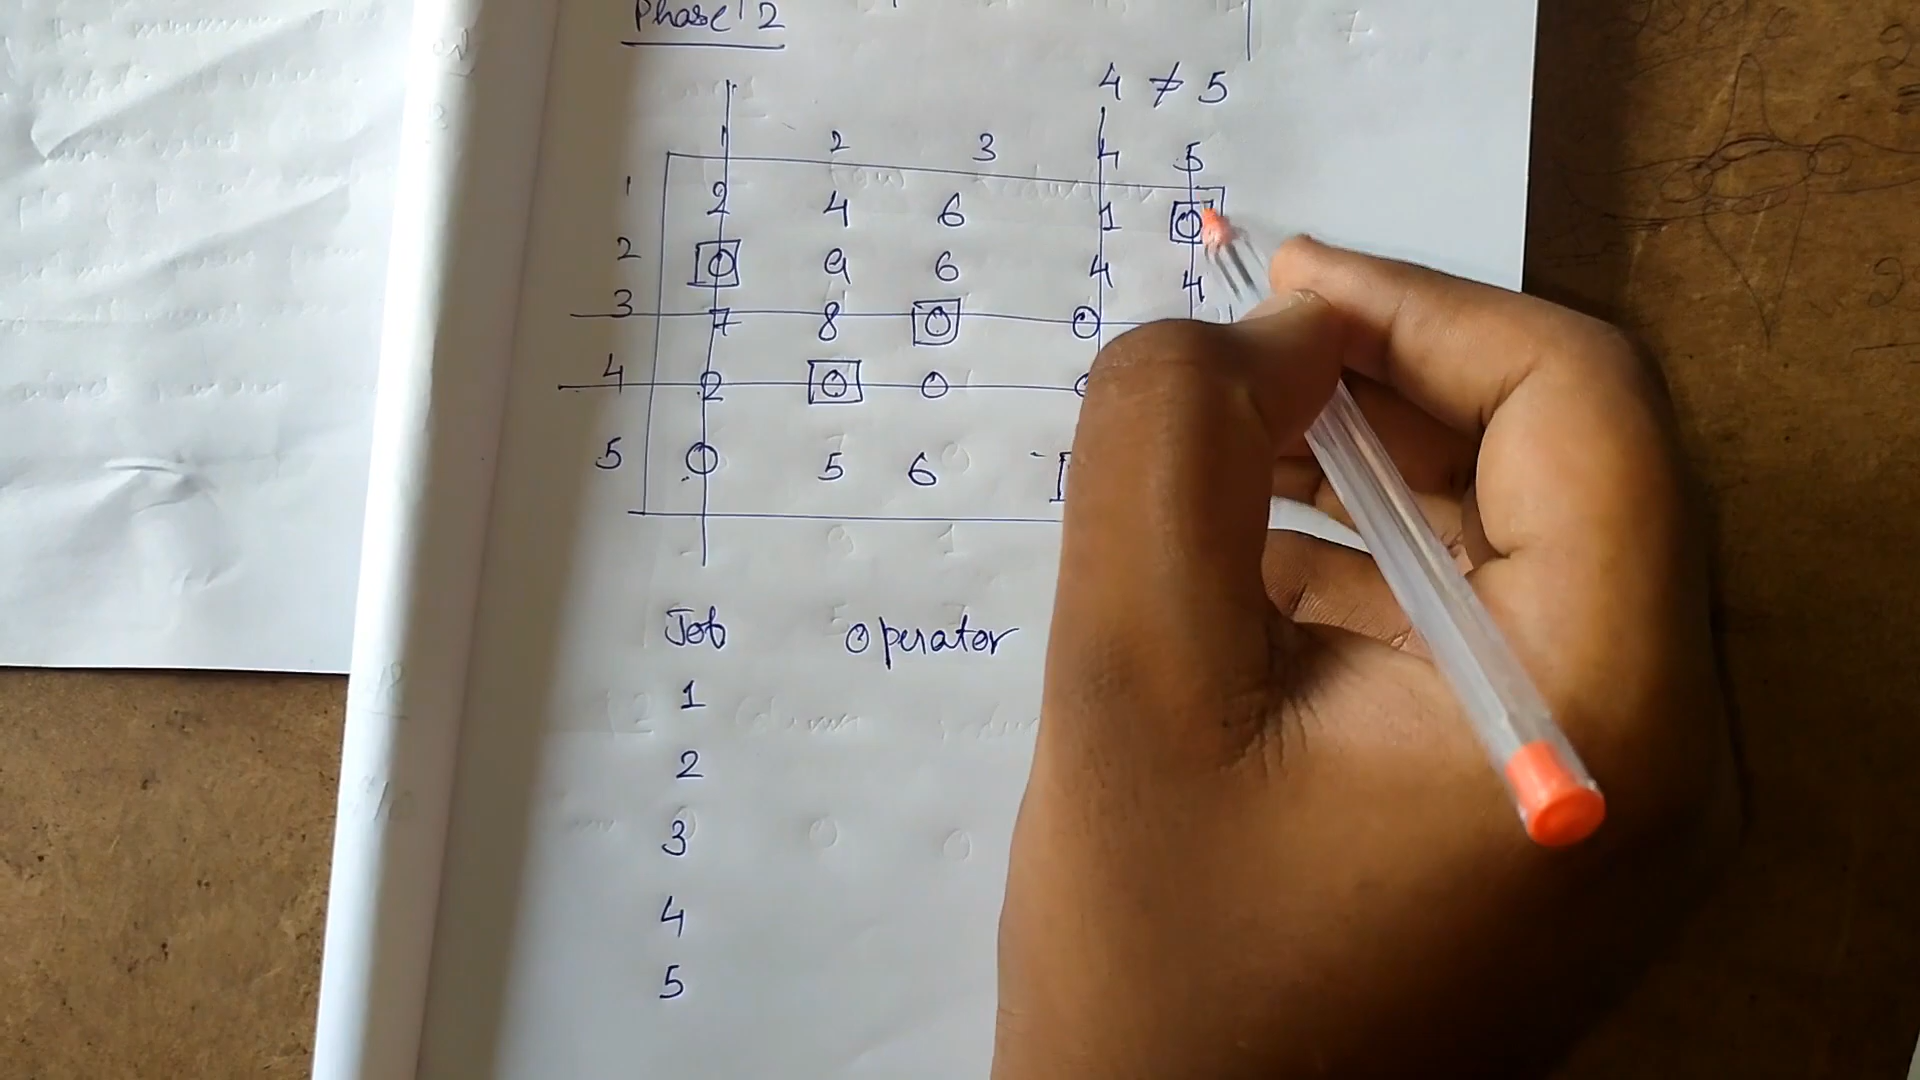 Phase 2
4 ≠ 5
1 2 3 4 5
1 2 4 6 1 0
2 0 9 6 4 4
3 7 8 0 0
4 2 0 0
5 0 5 6
Job Operator
1
2
3
4
5